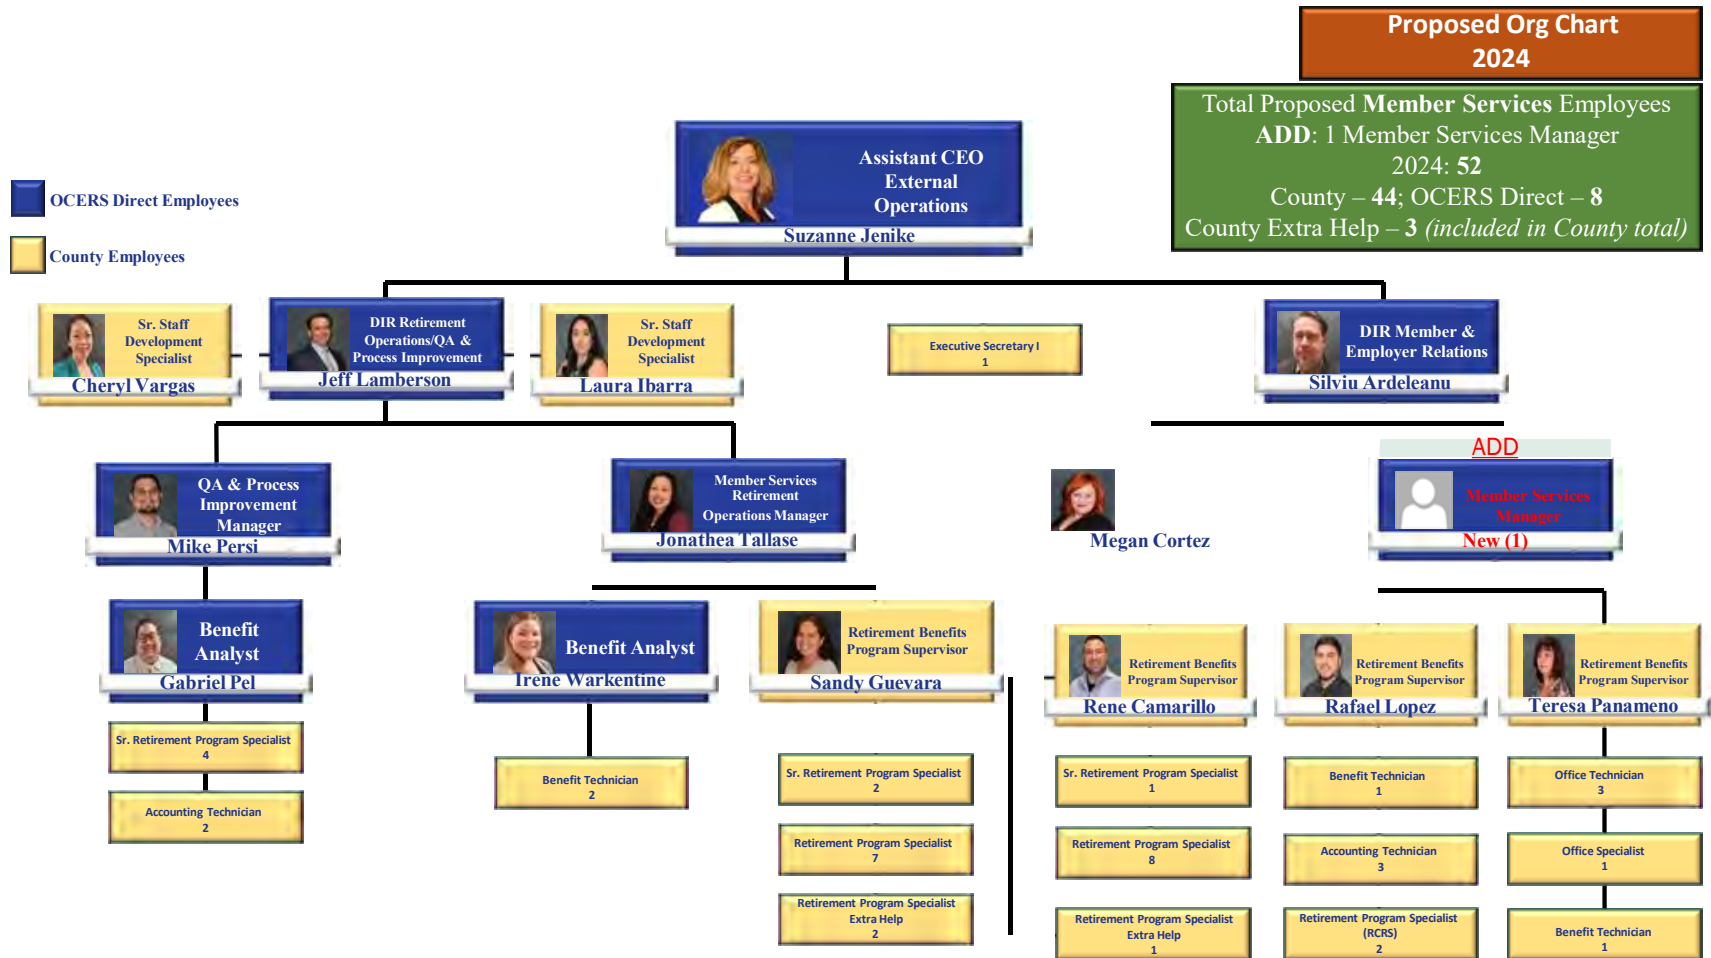 Proposed Org Chart
2024
Total Proposed Member Services Employees
ADD: 1 Member Services Manager
2024: 52
County – 44; OCERS Direct – 8
County Extra Help – 3 (included in County total)
OCERS Direct Employees
County Employees
Assistant CEO
External
Operations
Suzanne Jenike
Sr. Staff
Development
Specialist
Cheryl Vargas
DIR Retirement
Operations/QA &
Process Improvement
Jeff Lamberson
Sr. Staff
Development
Specialist
Laura Ibarra
Executive Secretary I
1
DIR Member &
Employer Relations
Silviu Ardeleanu
QA & Process
Improvement
Manager
Mike Persi
Member Services
Retirement
Operations Manager
Jonathea Tallase
Megan Cortez
ADD
Member Services
Manager
New (1)
Benefit
Analyst
Gabriel Pel
Sr. Retirement Program Specialist
4
Accounting Technician
2
Benefit Analyst
Irene Warkentine
Benefit Technician
2
Retirement Benefits
Program Supervisor
Sandy Guevara
Sr. Retirement Program Specialist
2
Retirement Program Specialist
7
Retirement Program Specialist
Extra Help
2
Retirement Benefits
Program Supervisor
Rene Camarillo
Sr. Retirement Program Specialist
1
Retirement Program Specialist
8
Retirement Program Specialist
Extra Help
1
Retirement Benefits
Program Supervisor
Rafael Lopez
Benefit Technician
1
Accounting Technician
3
Retirement Program Specialist
(RCRS)
2
Retirement Benefits
Program Supervisor
Teresa Panameno
Office Technician
3
Office Specialist
1
Benefit Technician
1